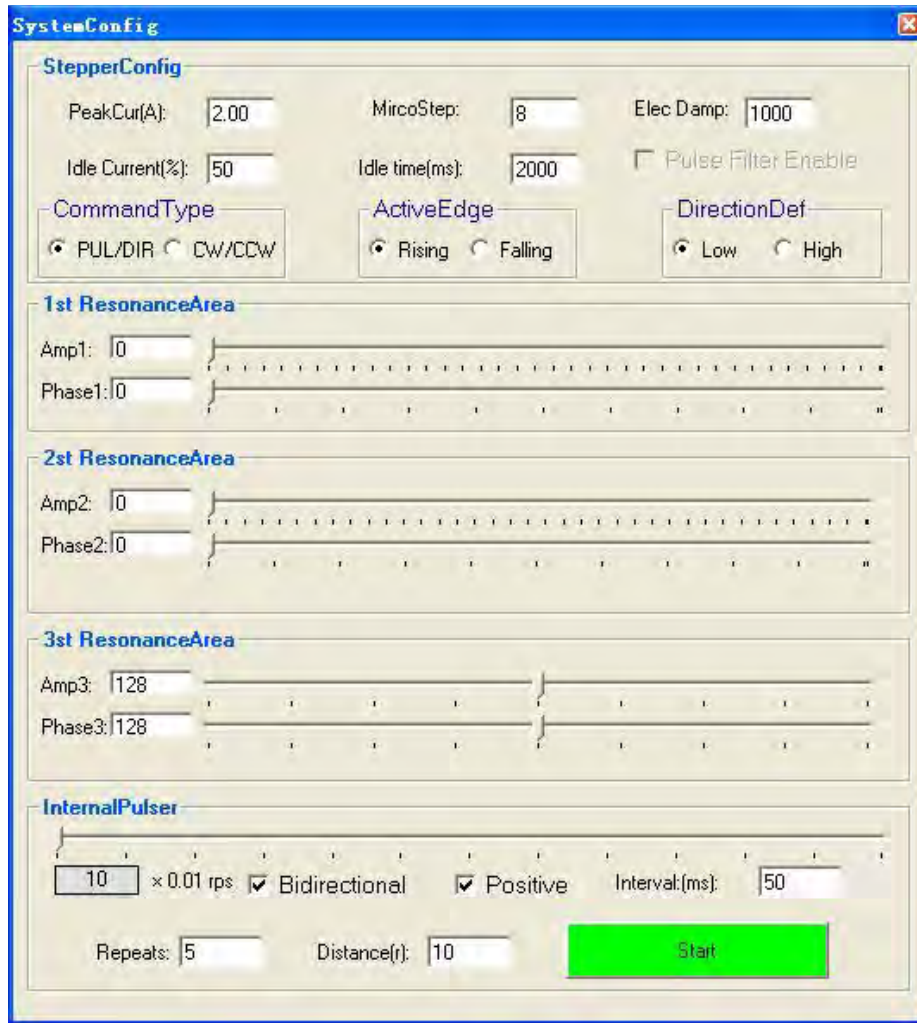 SystemConfig
StepperConfig
PeakCur(A): 2.00 MircoStep: 8 Elec Damp: 1000
Idle Current(%): 50 Idle time(ms): 2000 Pulse Filter Enable
CommandType ActiveEdge DirectionDef
PUL/DIR CW/CCW Rising Falling Low High
1st ResonanceArea
Amp1: 0
Phase1: 0
2st ResonanceArea
Amp2: 0
Phase2: 0
3st ResonanceArea
Amp3: 128
Phase3: 128
InternalPulser
10 × 0.01 rps Bidirectional Positive Interval:(ms): 50
Repeats: 5 Distance(r): 10 Start